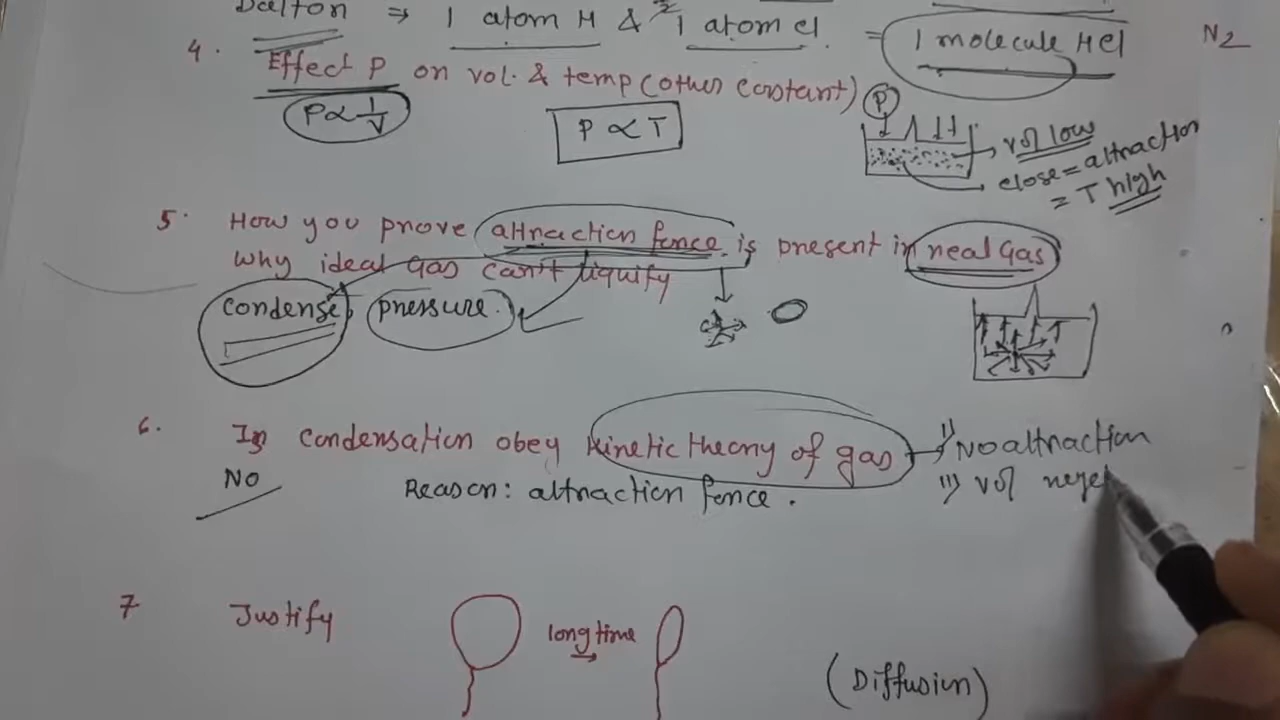 Dalton ⇒ 1 atom H & 1 atom Cl. = 1 molecule HCl
N2
4. Effect P on vol. & temp (other constant)
P ∝ 1/V
P ∝ T
P
vol low
close = attraction
= T high
5. How you prove attraction force is present in real gas
Why ideal gas can't liquify
condense, pressure.
6. In condensation obey kinetic theory of gas → i) No attraction
ii) vol negel
NO
Reason: attraction force.
7 Justify
long time
→
(Diffusion)